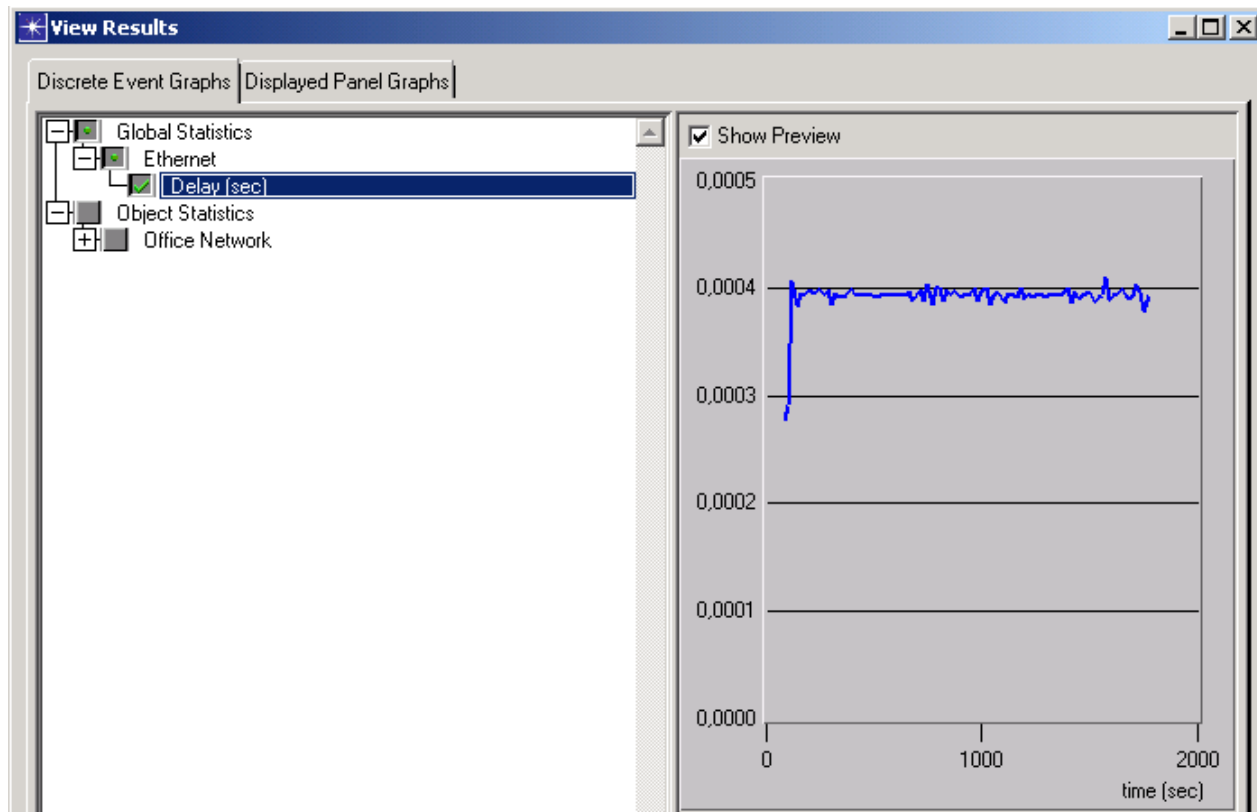 View Results
Discrete Event Graphs Displayed Panel Graphs
Global Statistics
Ethernet
Delay (sec)
Object Statistics
Office Network
Show Preview
0,0005
0,0004
0,0003
0,0002
0,0001
0,0000
0 1000 2000
time (sec)